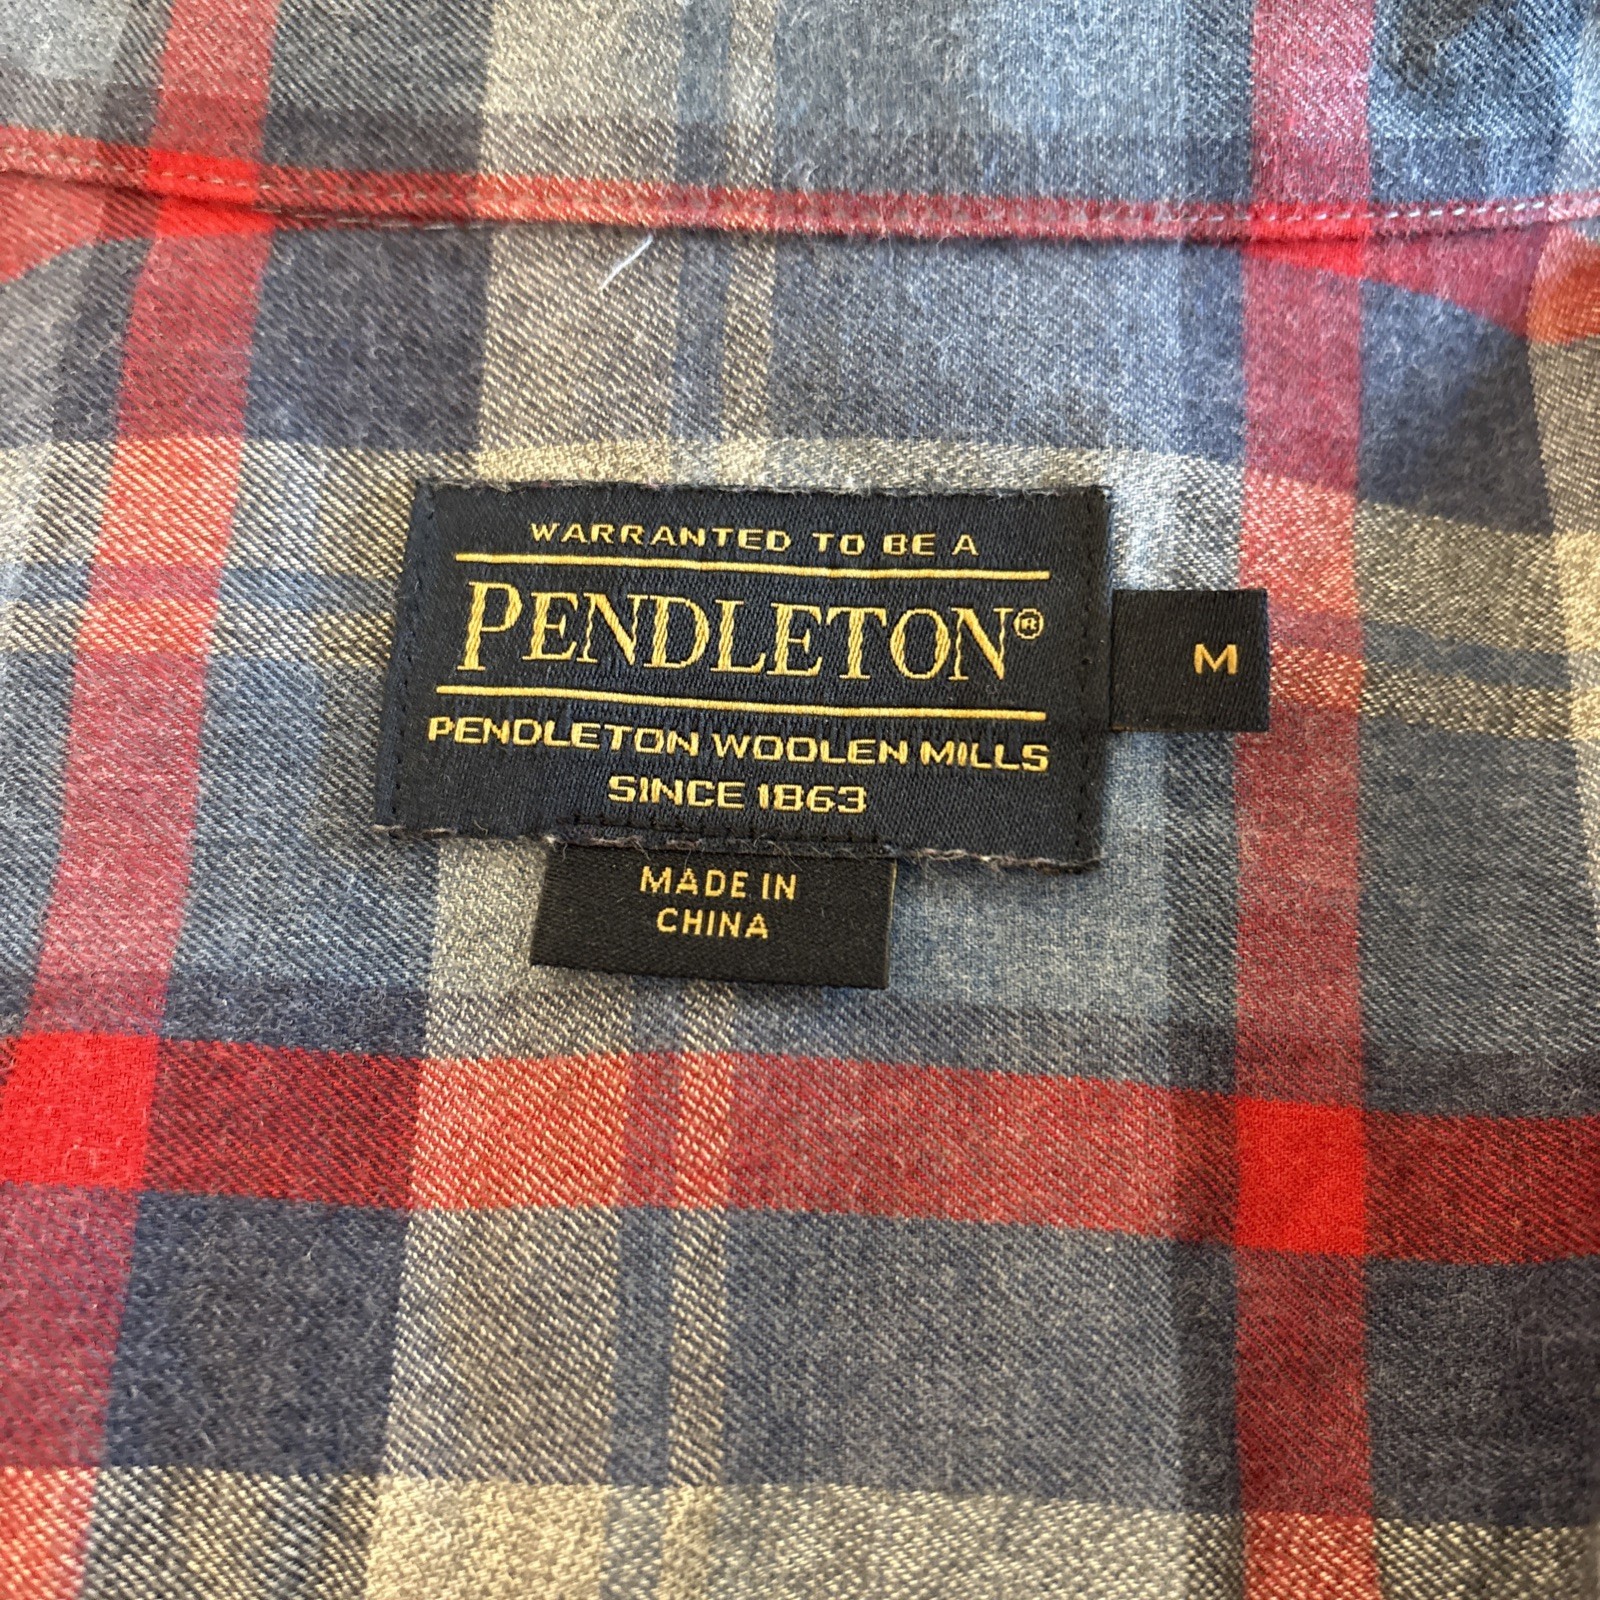 WARRANTED TO BE A
PENDLETON®
PENDLETON WOOLEN MILLS
SINCE 1863
M
MADE IN
CHINA